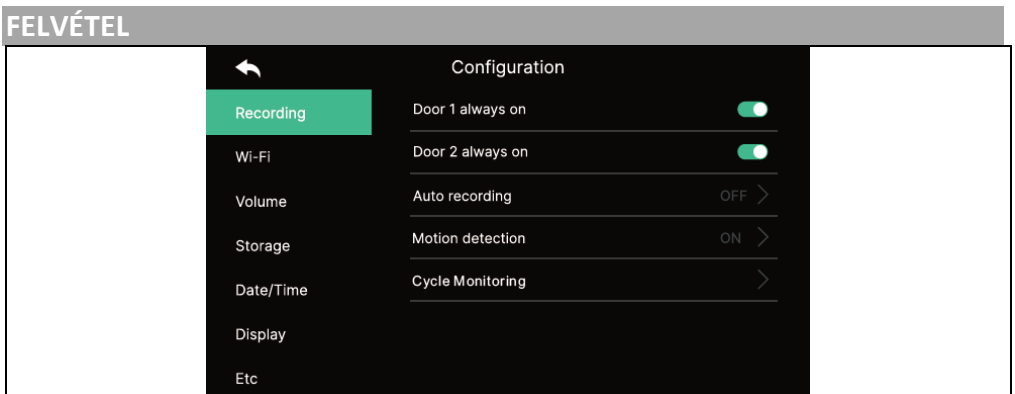 FELVÉTEL
Configuration
Recording
Door 1 always on
Wi-Fi
Door 2 always on
Volume
Auto recording OFF
Storage
Motion detection ON
Date/Time
Cycle Monitoring
Display
Etc